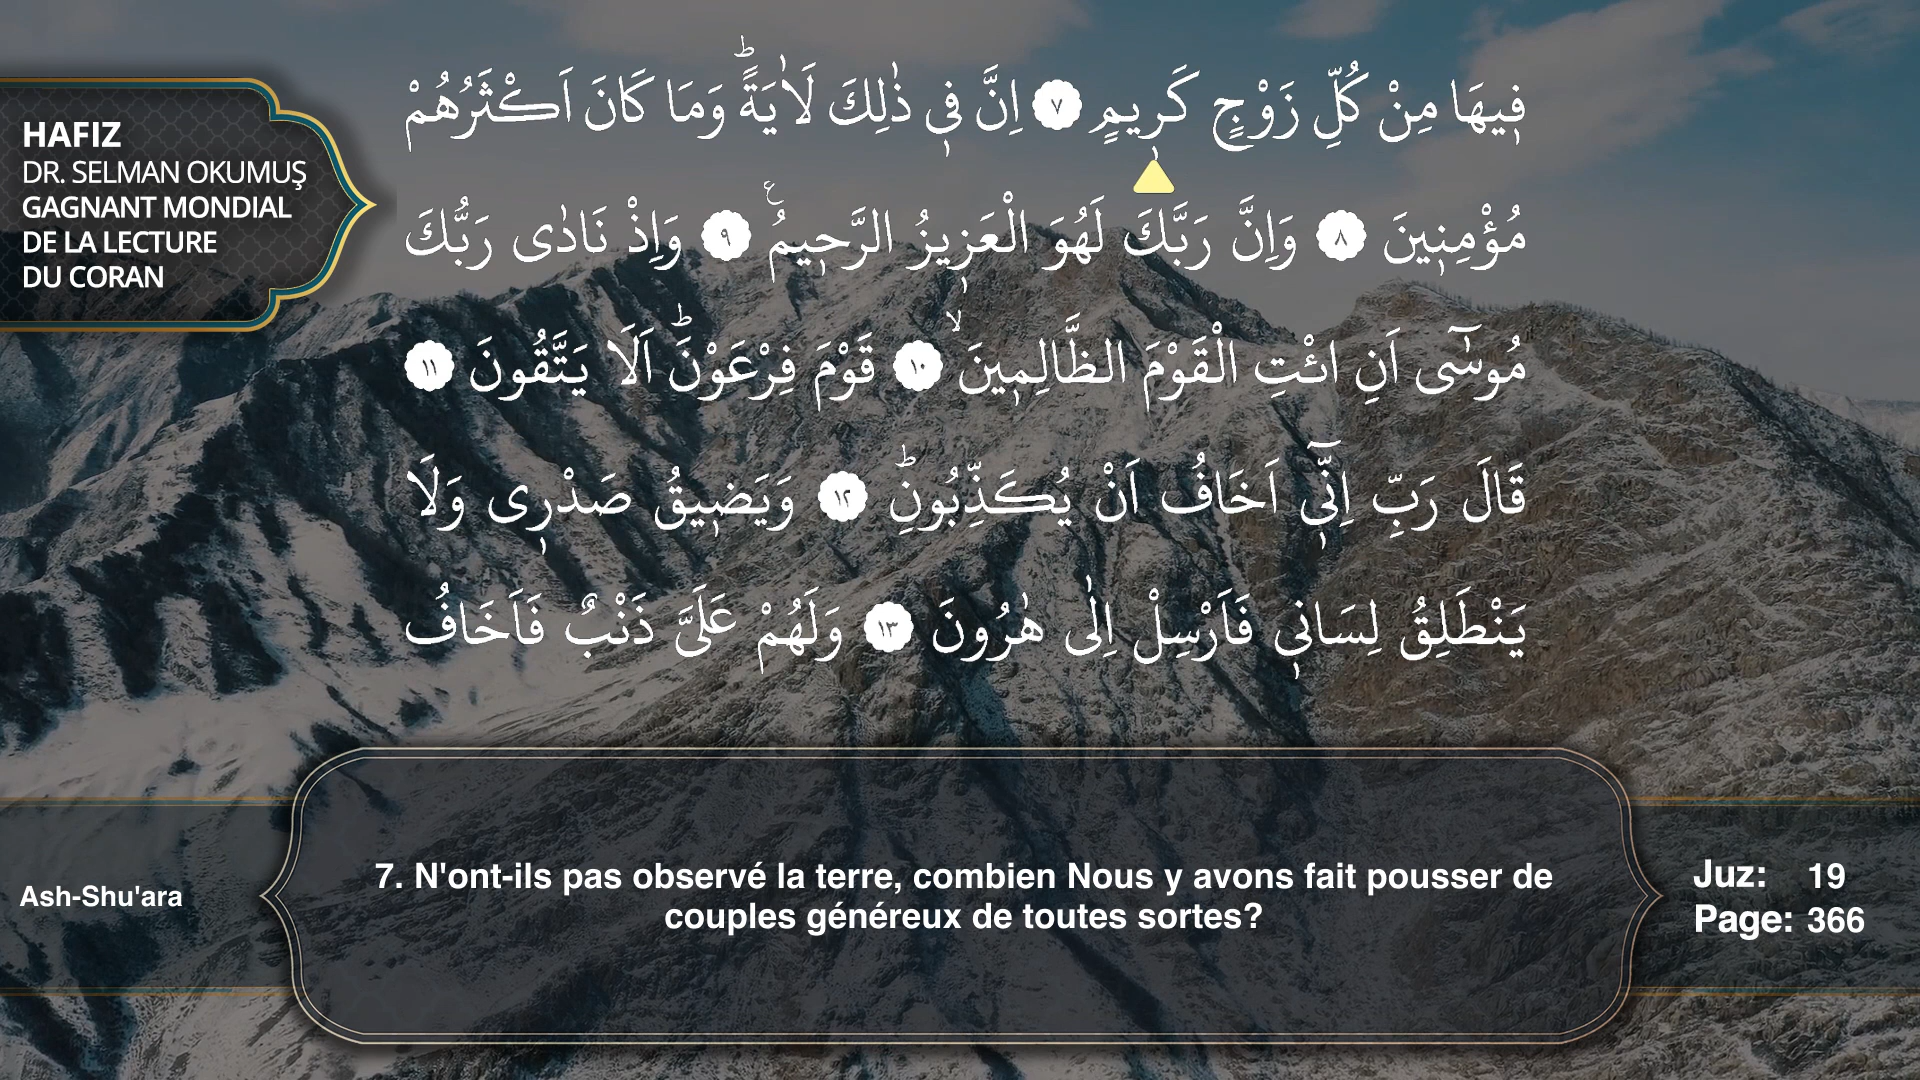 فٖيهَا مِنْ كُلِّ زَوْجٍ كَرٖيمٍ ٧ اِنَّ فٖي ذٰلِكَ لَاٰيَةًؕ وَمَا كَانَ اَكْثَرُهُمْ
مُؤْمِنٖينَ ٨ وَاِنَّ رَبَّكَ لَهُوَ الْعَزٖيزُ الرَّحٖيمُࣖ ٩ وَاِذْ نَادٰى رَبُّكَ
مُوسٰٓى اَنِ ائْتِ الْقَوْمَ الظَّالِمٖينَۙ ١٠ قَوْمَ فِرْعَوْنَؕ اَلَا يَتَّقُونَ ١١
قَالَ رَبِّ اِنّٖٓي اَخَافُ اَنْ يُكَذِّبُونِؕ ١٢ وَيَضٖيقُ صَدْرٖى وَلَا
يَنْطَلِقُ لِسَانٖي فَاَرْسِلْ اِلٰى هٰرُونَ ١٣ وَلَهُمْ عَلَىَّ ذَنْبٌ فَاَخَافُ
HAFIZ
DR. SELMAN OKUMUŞ
GAGNANT MONDIAL
DE LA LECTURE
DU CORAN
7. N'ont-ils pas observé la terre, combien Nous y avons fait pousser de
couples généreux de toutes sortes?
Ash-Shu'ara
Juz: 19
Page: 366